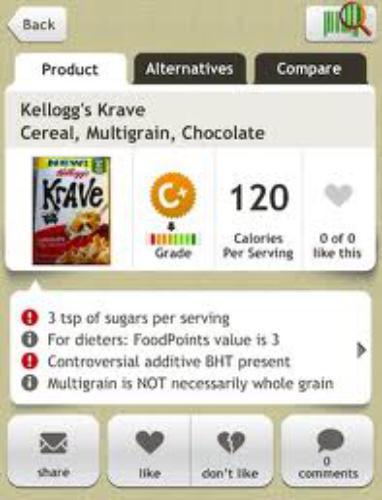 Back
Product
Alternatives
Compare
Kellogg's Krave
Cereal, Multigrain, Chocolate
NEW!
Kellogg's
KRAVE
C+
120
Grade
Calories
Per Serving
0 of 0
like this
3 tsp of sugars per serving
For dieters: FoodPoints value is 3
Controversial additive BHT present
Multigrain is NOT necessarily whole grain
share
like
don't like
0
comments